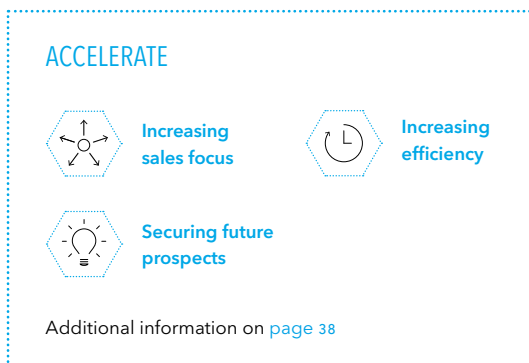 ACCELERATE
Increasing
sales focus
Increasing
efficiency
Securing future
prospects
Additional information on page 38